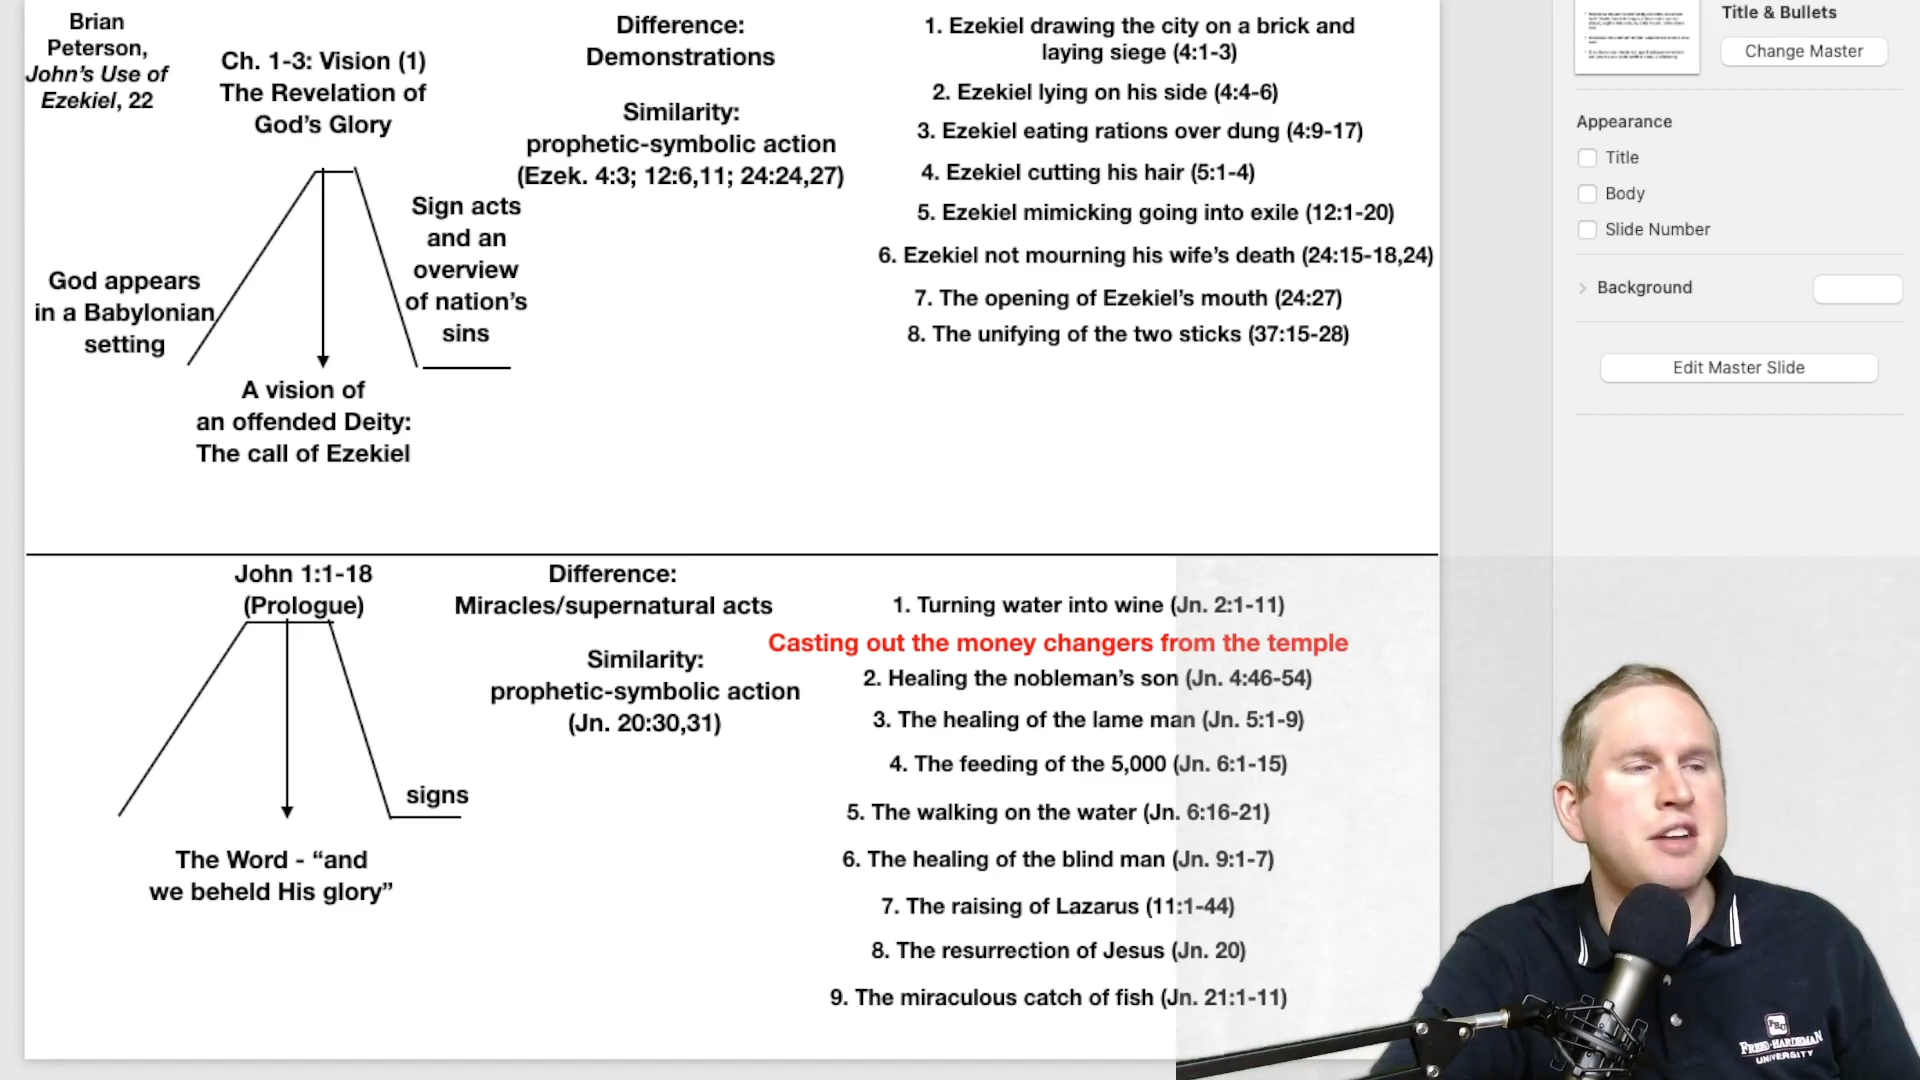 Brian
Peterson,
John's Use of
Ezekiel, 22
Ch. 1-3: Vision (1)
The Revelation of
God's Glory
God appears
in a Babylonian
setting
Sign acts
and an
overview
of nation's
sins
A vision of
an offended Deity:
The call of Ezekiel
Difference:
Demonstrations
Similarity:
prophetic-symbolic action
(Ezek. 4:3; 12:6,11; 24:24,27)
1. Ezekiel drawing the city on a brick and
laying siege (4:1-3)
2. Ezekiel lying on his side (4:4-6)
3. Ezekiel eating rations over dung (4:9-17)
4. Ezekiel cutting his hair (5:1-4)
5. Ezekiel mimicking going into exile (12:1-20)
6. Ezekiel not mourning his wife's death (24:15-18,24)
7. The opening of Ezekiel's mouth (24:27)
8. The unifying of the two sticks (37:15-28)
John 1:1-18
(Prologue)
signs
The Word - “and
we beheld His glory”
Difference:
Miracles/supernatural acts
Similarity:
prophetic-symbolic action
(Jn. 20:30,31)
1. Turning water into wine (Jn. 2:1-11)
Casting out the money changers from the temple
2. Healing the nobleman's son (Jn. 4:46-54)
3. The healing of the lame man (Jn. 5:1-9)
4. The feeding of the 5,000 (Jn. 6:1-15)
5. The walking on the water (Jn. 6:16-21)
6. The healing of the blind man (Jn. 9:1-7)
7. The raising of Lazarus (11:1-44)
8. The resurrection of Jesus (Jn. 20)
9. The miraculous catch of fish (Jn. 21:1-11)
Title & Bullets
Change Master
Appearance
Title
Body
Slide Number
Background
Edit Master Slide
FREED-HARDEMAN
UNIVERSITY